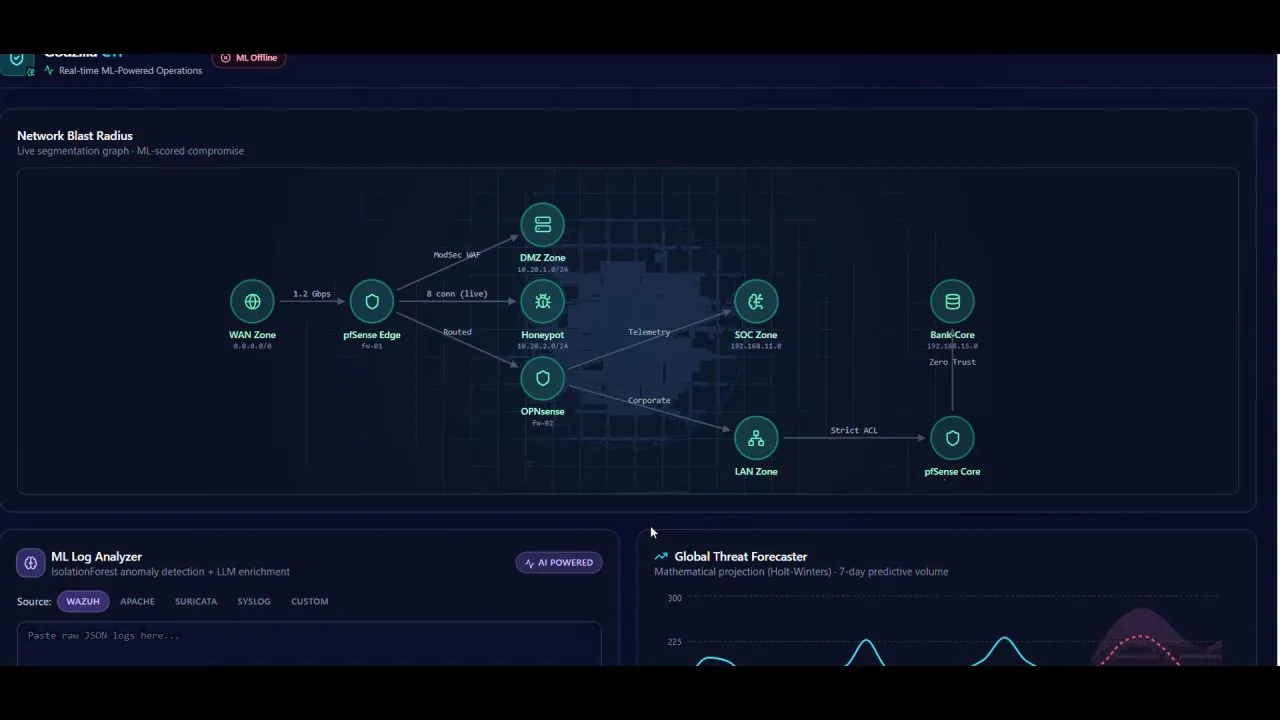 ML Offline
Real-time ML-Powered Operations
Network Blast Radius
Live segmentation graph · ML-scored compromise
ModSec WAF
DMZ Zone
10.20.1.0/24
1.2 Gbps
8 conn (live)
WAN Zone
0.0.0.0/0
pfSense Edge
fw-01
Routed
Honeypot
10.20.2.0/24
Telemetry
SOC Zone
192.168.11.0
Bank-Core
192.168.15.0
Zero Trust
OPNsense
fw-02
Corporate
Strict ACL
LAN Zone
pfSense Core
ML Log Analyzer
IsolationForest anomaly detection + LLM enrichment
AI POWERED
Source: WAZUH APACHE SURICATA SYSLOG CUSTOM
Paste raw JSON logs here...
Global Threat Forecaster
Mathematical projection (Holt-Winters) · 7-day predictive volume
300
225